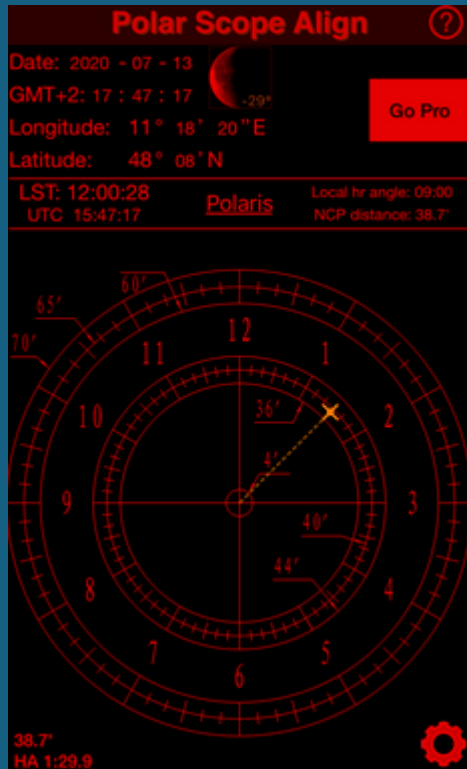 Polar Scope Align ?
Date: 2020 - 07 - 13
GMT+2: 17 : 47 : 17
-29°
Longitude: 11° 18' 20"E
Latitude: 48° 08' N
Go Pro
LST: 12:00:28
UTC 15:47:17
Polaris
Local hr angle: 09:00
NCP distance: 38.7'
60'
65'
70'
12
11
1
10
2
36'
4'
9
3
40'
44'
8
4
7
5
6
38.7'
HA 1:29.9